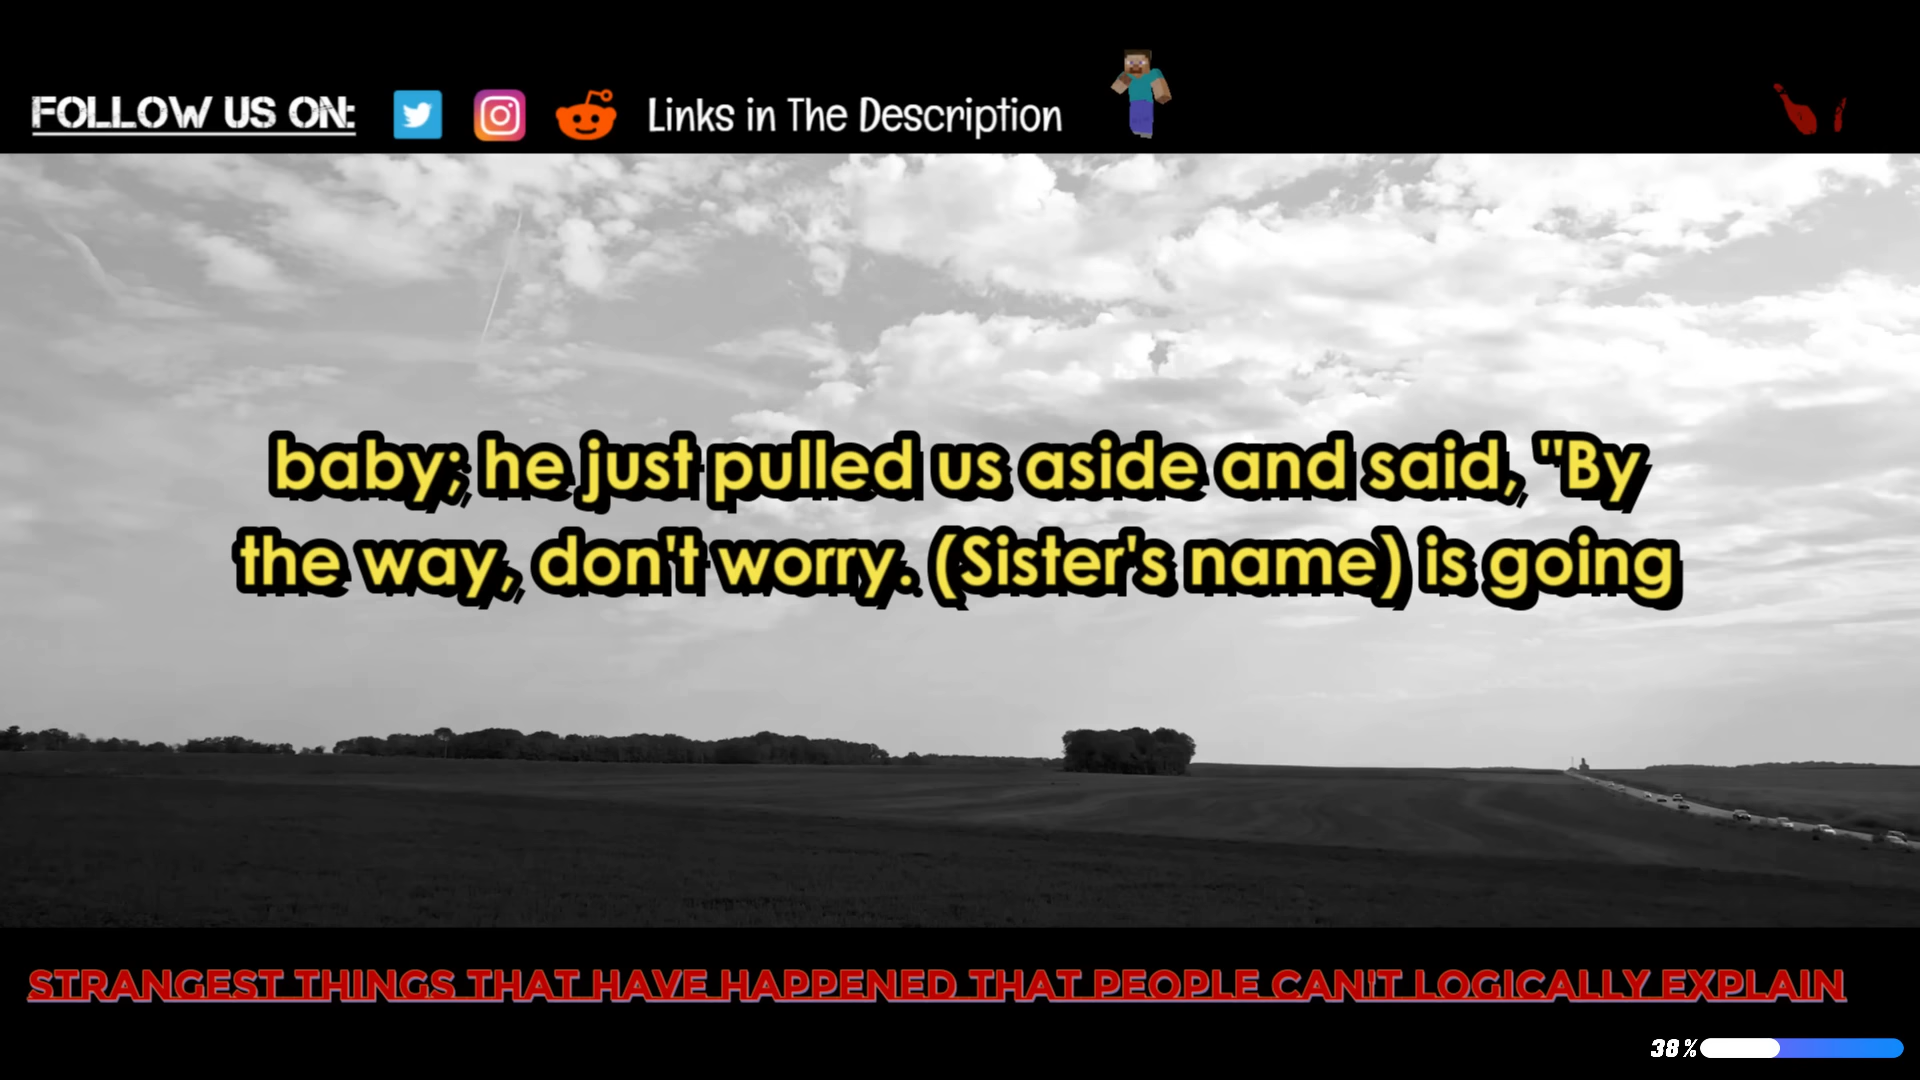 FOLLOW US ON: Links in The Description
baby; he just pulled us aside and said, "By
the way, don't worry. (Sister's name) is going
STRANGEST THINGS THAT HAVE HAPPENED THAT PEOPLE CAN'T LOGICALLY EXPLAIN
38%